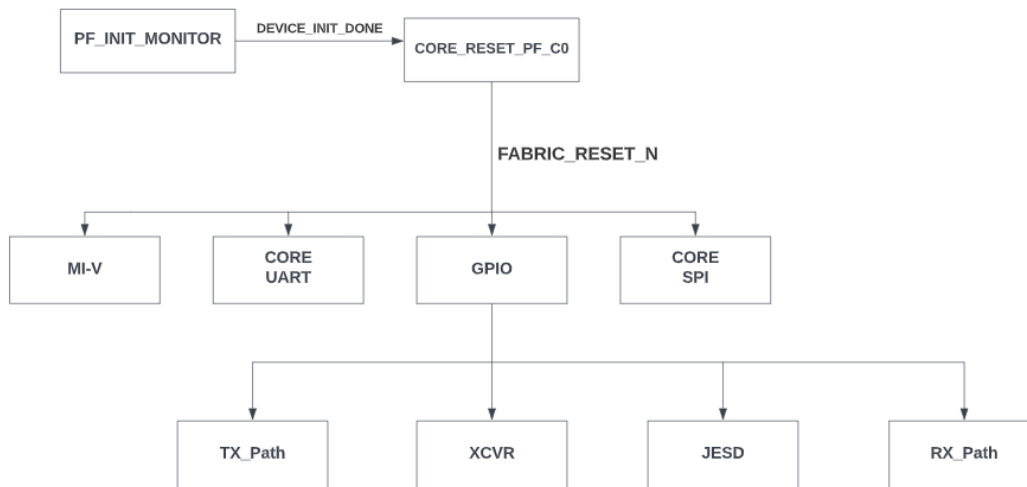 PF_INIT_MONITOR
DEVICE_INIT_DONE
CORE_RESET_PF_C0
FABRIC_RESET_N
MI-V
CORE
UART
GPIO
CORE
SPI
TX_Path
XCVR
JESD
RX_Path